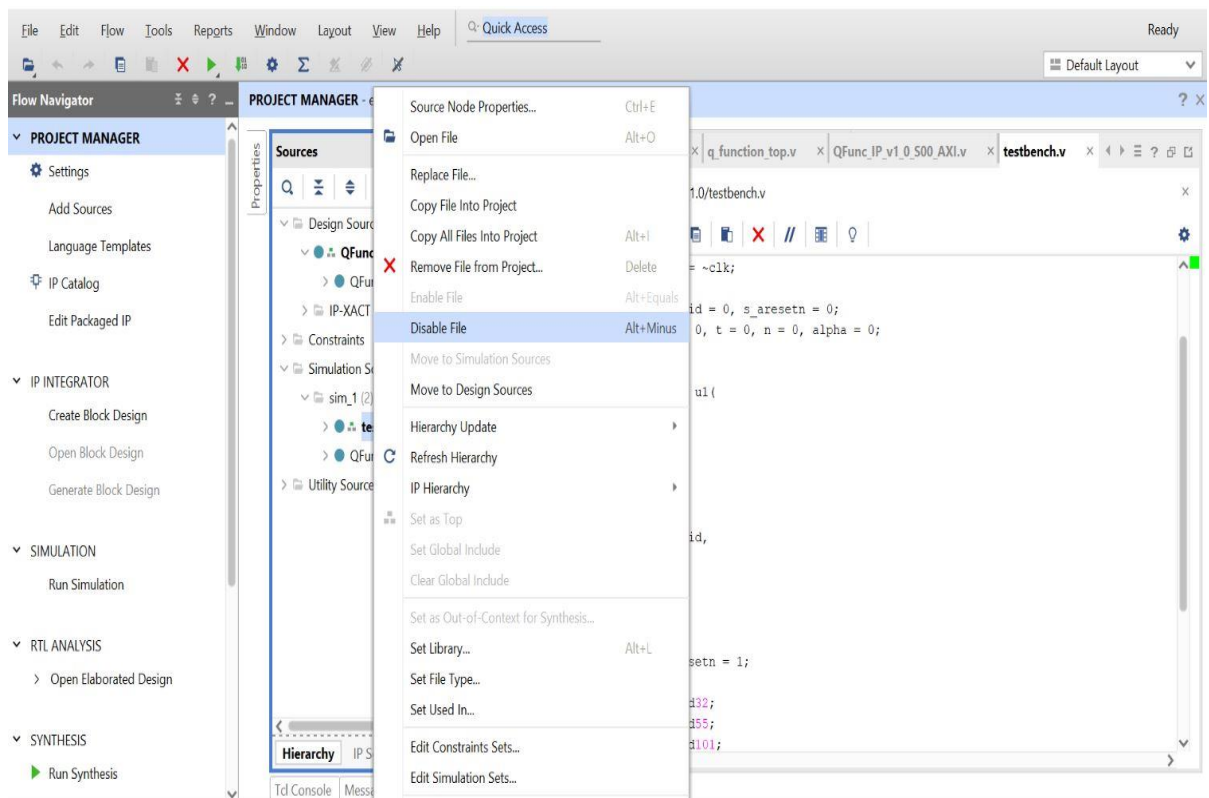 File Edit Flow Tools Reports Window Layout View Help Quick Access Ready
Default Layout
Flow Navigator ? _
PROJECT MANAGER - e ? ×
PROJECT MANAGER
Settings
Add Sources
Language Templates
IP Catalog
Edit Packaged IP
IP INTEGRATOR
Create Block Design
Open Block Design
Generate Block Design
SIMULATION
Run Simulation
RTL ANALYSIS
Open Elaborated Design
SYNTHESIS
Run Synthesis
Properties
Sources
Design Sourc
QFunc
QFu
IP-XACT
Constraints
Simulation S
sim_1 (2)
te
QFu
Utility Source
Hierarchy IP S
Tcl Console Mess
Source Node Properties... Ctrl+E
Open File Alt+O
Replace File...
Copy File Into Project
Copy All Files Into Project Alt+I
Remove File from Project... Delete
Enable File Alt+Equals
Disable File Alt+Minus
Move to Simulation Sources
Move to Design Sources
Hierarchy Update
Refresh Hierarchy
IP Hierarchy
Set as Top
Set Global Include
Clear Global Include
Set as Out-of-Context for Synthesis...
Set Library... Alt+L
Set File Type...
Set Used In...
Edit Constraints Sets...
Edit Simulation Sets...
q_function_top.v × QFunc_IP_v1_0_S00_AXI.v × testbench.v ×
1.0/testbench.v
= ~clk;
id = 0, s_aresetn = 0;
0, t = 0, n = 0, alpha = 0;
u1(
id,
setn = 1;
d32;
d55;
d101;